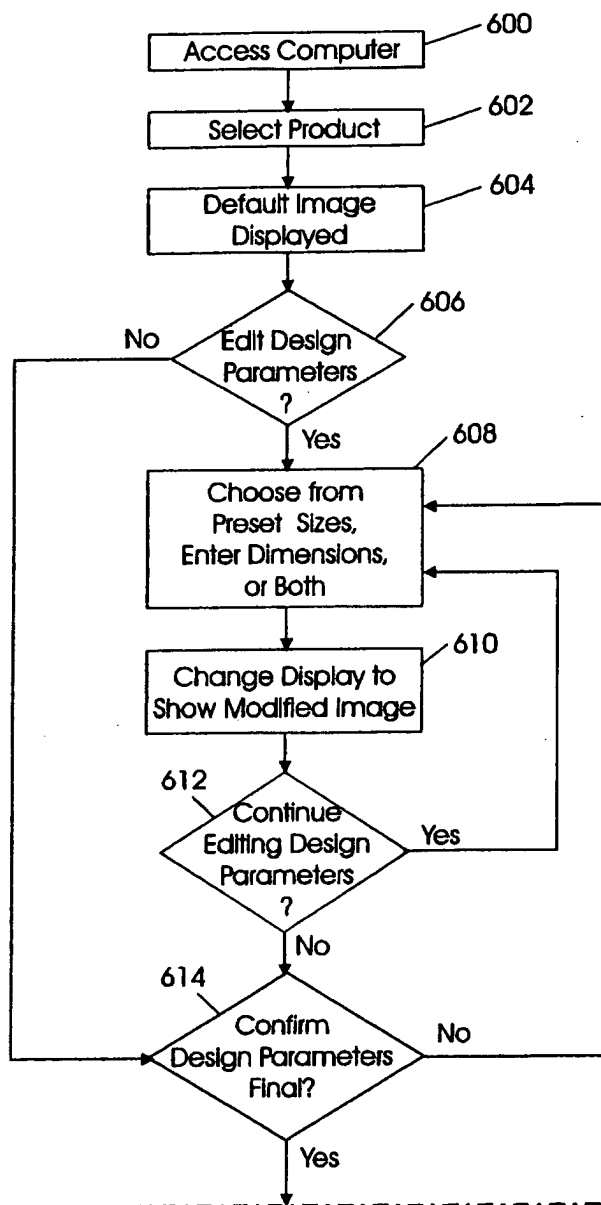 600
Access Computer
602
Select Product
604
Default Image
Displayed
606
No
Edit Design
Parameters
?
Yes
608
Choose from
Preset Sizes,
Enter Dimensions,
or Both
610
Change Display to
Show Modified Image
612
Continue
Editing Design
Parameters
?
Yes
No
614
Confirm
Design Parameters
Final?
No
Yes